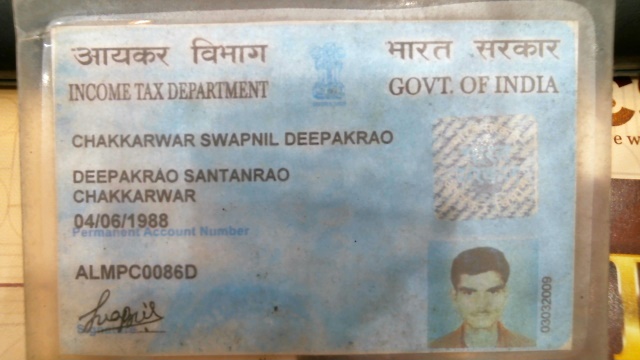 आयकर विभाग
भारत सरकार
INCOME TAX DEPARTMENT
GOVT. OF INDIA
CHAKKARWAR SWAPNIL DEEPAKRAO
DEEPAKRAO SANTANRAO
CHAKKARWAR
04/06/1988
Permanent Account Number
ALMPC0086D
03032009